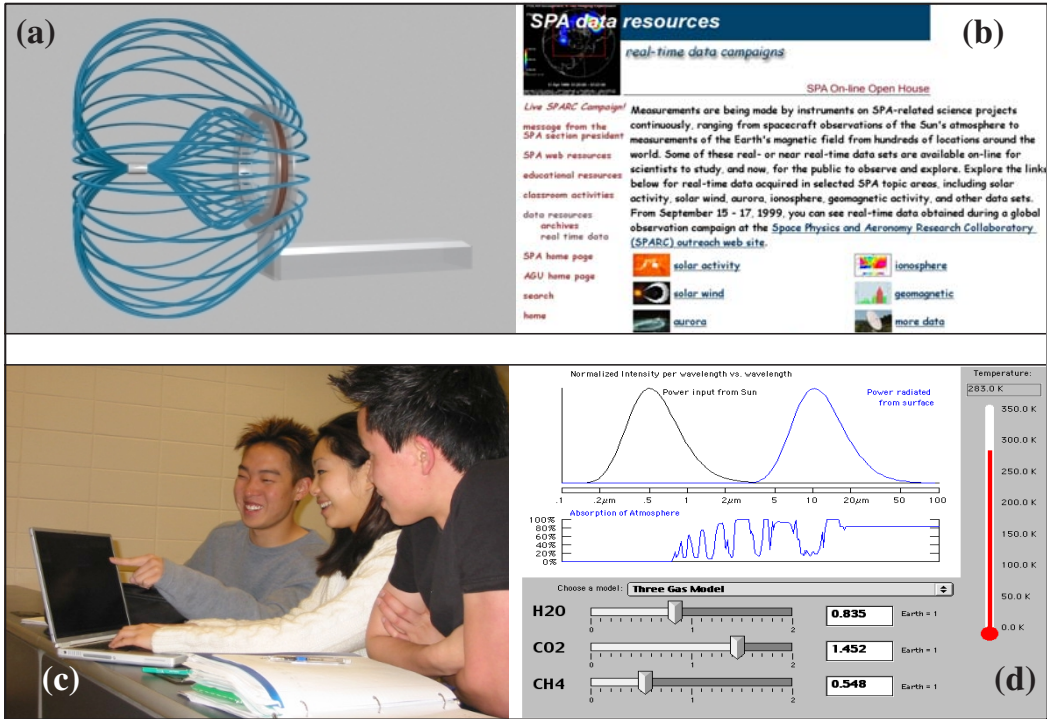 (a)
SPA data resources
(b)
real-time data campaigns
SPA On-line Open House
Live SPARC Campaign!
message from the
SPA section president
SPA web resources
educational resources
classroom activities
data resources
archives
real time data
SPA home page
AGU home page
search
home
Measurements are being made by instruments on SPA-related science projects
continuously, ranging from spacecraft observations of the Sun's atmosphere to
measurements of the Earth's magnetic field from hundreds of locations around the
world. Some of these real- or near real-time data sets are available on-line for
scientists to study, and now, for the public to observe and explore. Explore the links
below for real-time data acquired in selected SPA topic areas, including solar
activity, solar wind, aurora, ionosphere, geomagnetic activity, and other data sets.
From September 15 - 17, 1999, you can see real-time data obtained during a global
observation campaign at the Space Physics and Aeronomy Research Collaboratory
(SPARC) outreach web site.
solar activity
ionosphere
solar wind
geomagnetic
aurora
more data
(c)
Normalized Intensity per wavelength vs. wavelength
Power input from Sun
Power radiated
from surface
.1 .2μm .5 1 2μm 5 10 20μm 50 100
Absorption of Atmosphere
100%
80%
60%
40%
20%
0%
Temperature:
283.0 K
350.0 K
300.0 K
250.0 K
200.0 K
150.0 K
100.0 K
50.0 K
0.0 K
Choose a model: Three Gas Model
H2O
0 1 2
0.835
Earth = 1
CO2
0 1 2
1.452
Earth = 1
CH4
0 1 2
0.548
Earth = 1
(d)